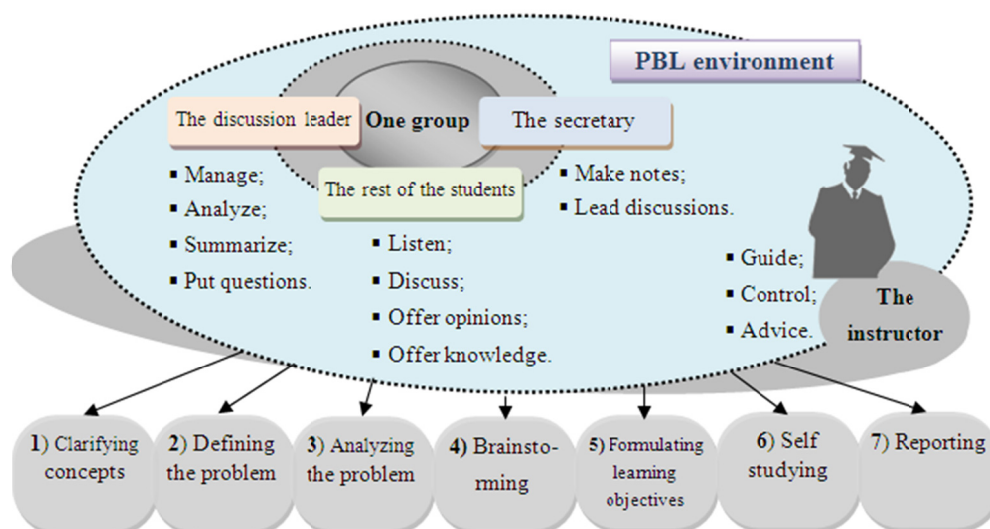 PBL environment
The discussion leader
One group
The secretary
The rest of the students
▪ Manage;
▪ Analyze;
▪ Summarize;
▪ Put questions.
▪ Listen;
▪ Discuss;
▪ Offer opinions;
▪ Offer knowledge.
▪ Make notes;
▪ Lead discussions.
▪ Guide;
▪ Control;
▪ Advice.
The
instructor
1) Clarifying
concepts
2) Defining
the problem
3) Analyzing
the problem
4) Brainsto-
rming
5) Formulating
learning
objectives
6) Self
studying
7) Reporting